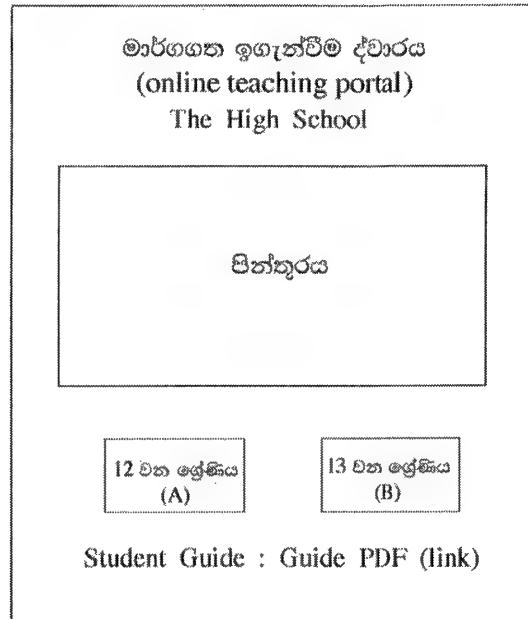 මාර්ගගත ඉගැන්වීම් ද්වාරය
(online teaching portal)
The High School
පින්තූරය
12 වන ශ්‍රේණිය
(A)
13 වන ශ්‍රේණිය
(B)
Student Guide : Guide PDF (link)